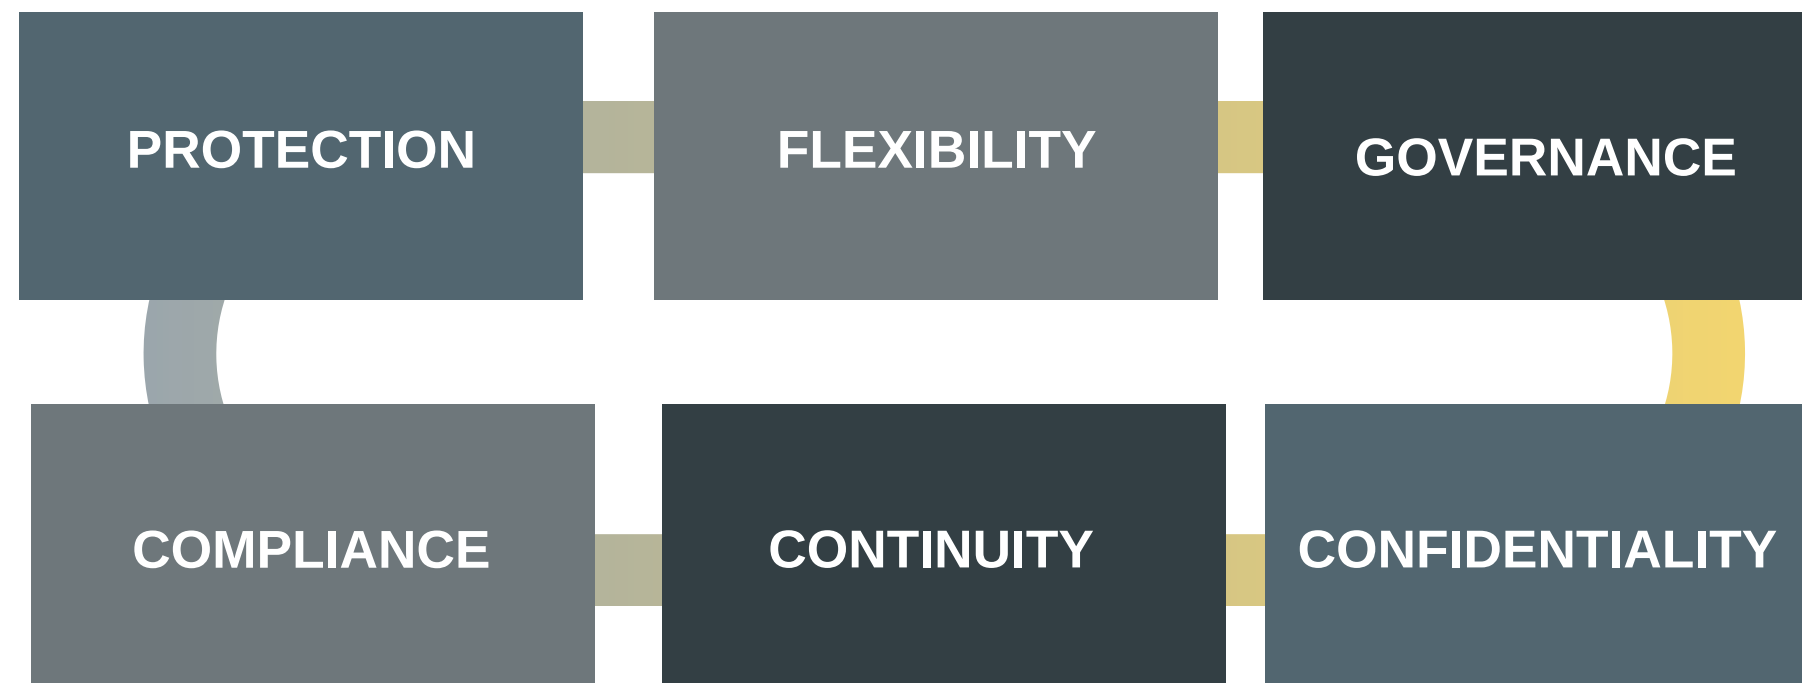 PROTECTION
FLEXIBILITY
GOVERNANCE
COMPLIANCE
CONTINUITY
CONFIDENTIALITY